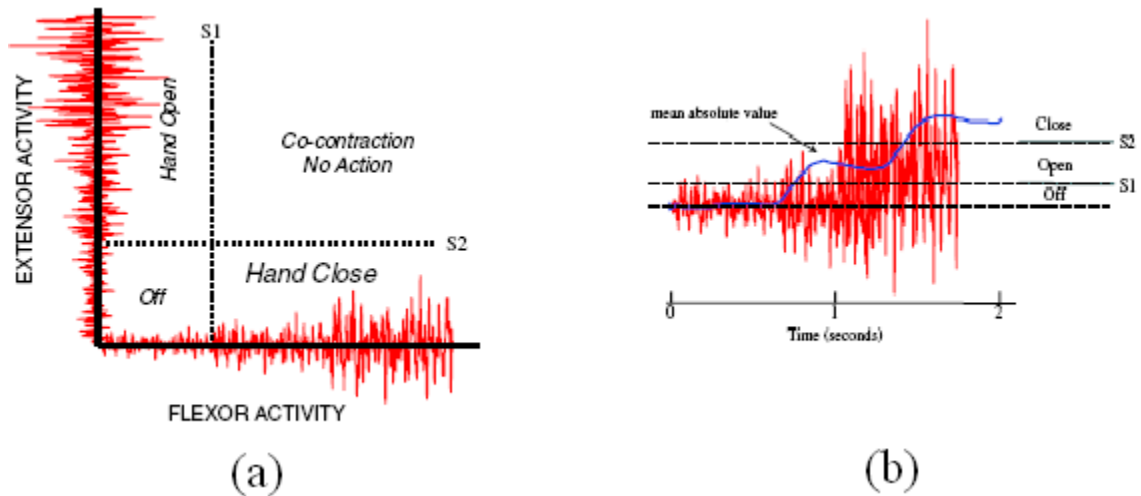 S1
EXTENSOR ACTIVITY
Hand Open
Co-contraction
No Action
S2
Hand Close
Off
FLEXOR ACTIVITY
(a)
mean absolute value
Close
S2
Open
S1
Off
0
1
2
Time (seconds)
(b)